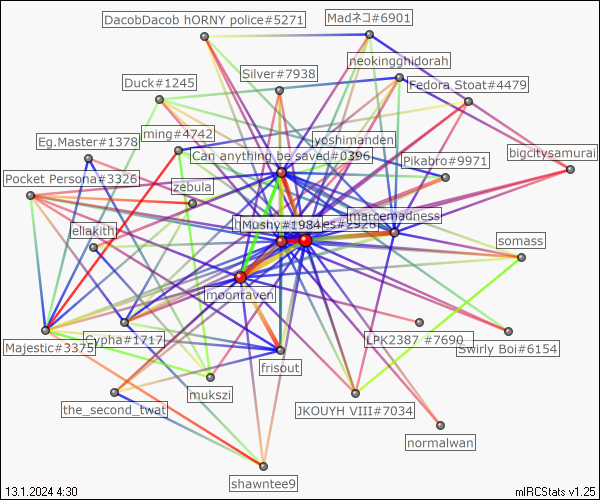 DacobDacob hORNY police#5271
Madネコ#6901
neokingghidorah
Silver#7938
Duck#1245
Fedora Stoat#4479
ming#4742
yoshimanden
Eg.Master#1378
Can anything be saved#0396
Pikabro#9971
bigcitysamurai
Pocket Persona#3326
zebula
marcemadness
Mushy#1984
es#2928
ellakith
somass
moonraven
Cypha#1717
LPK2387 #7690
Majestic#3375
Swirly Boi#6154
frisout
mukszi
the_second_twat
JKOUYH VIII#7034
normalwan
shawntee9
13.1.2024 4:30
mIRCStats v1.25